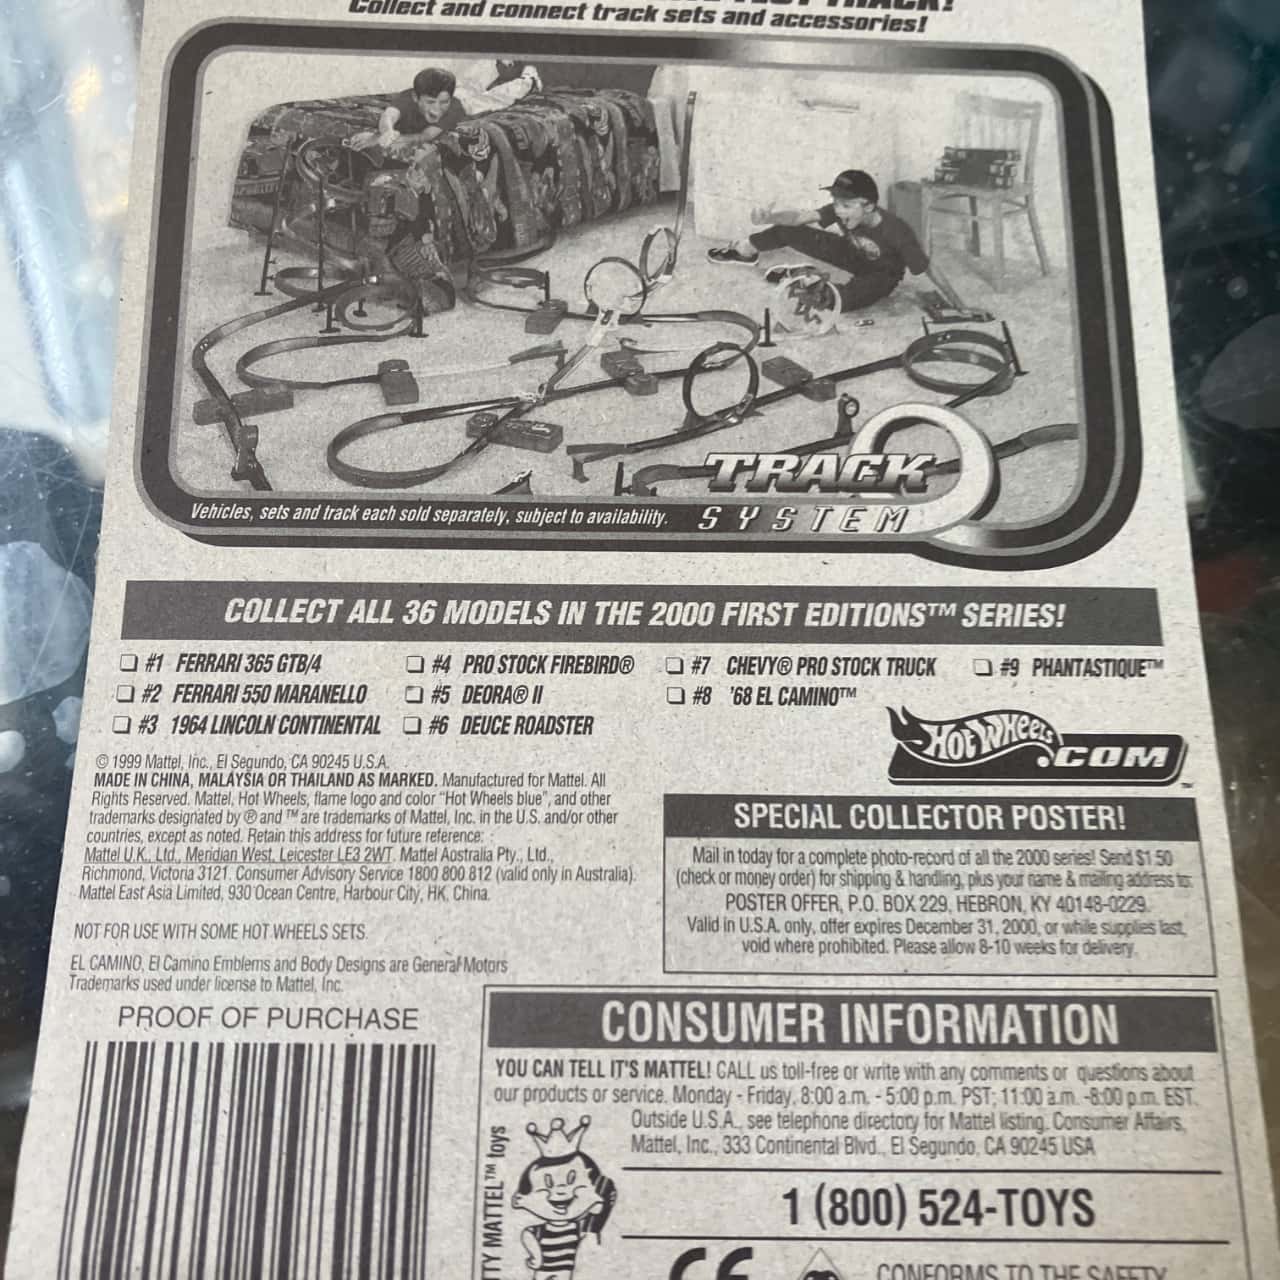 TRACK!
Collect and connect track sets and accessories!
Vehicles, sets and track each sold separately, subject to availability.
TRACK
SYSTEM
COLLECT ALL 36 MODELS IN THE 2000 FIRST EDITIONS™ SERIES!
#1 FERRARI 365 GTB/4
#2 FERRARI 550 MARANELLO
#3 1964 LINCOLN CONTINENTAL
#4 PRO STOCK FIREBIRD®
#5 DEORA® II
#6 DEUCE ROADSTER
#7 CHEVY® PRO STOCK TRUCK
#8 '68 EL CAMINO™
#9 PHANTASTIQUE™
© 1999 Mattel, Inc., El Segundo, CA 90245 U.S.A.
MADE IN CHINA, MALAYSIA OR THAILAND AS MARKED. Manufactured for Mattel. All
Rights Reserved. Mattel, Hot Wheels, flame logo and color "Hot Wheels blue", and other
trademarks designated by ® and ™ are trademarks of Mattel, Inc. in the U.S. and/or other
countries, except as noted. Retain this address for future reference:
Mattel U.K., Ltd., Meridian West, Leicester LE3 2WT. Mattel Aostralia Pty., Ltd.,
Richmond, Victoria 3121. Consumer Advisory Service 1800 800 812 (valid only in Australia).
Mattel East Asia Limited, 930 Ocean Centre, Harbour City, HK, China.
NOT FOR USE WITH SOME HOT WHEELS SETS.
EL CAMINO, El Camino Emblems and Body Designs are General Motors
Trademarks used under license to Mattel, Inc.
PROOF OF PURCHASE
HOT WHEELS .COM™
SPECIAL COLLECTOR POSTER!
Mail in today for a complete photo-record of all the 2000 series! Send $1.50
(check or money order) for shipping & handling, plus your name & mailing address to:
POSTER OFFER, P.O. BOX 229, HEBRON, KY 40148-0229.
Valid in U.S.A. only, offer expires December 31, 2000, or while supplies last,
void where prohibited. Please allow 8-10 weeks for delivery.
CONSUMER INFORMATION
YOU CAN TELL IT'S MATTEL! CALL us toll-free or write with any comments or questions about
our products or service. Monday - Friday, 8:00 a.m. - 5:00 p.m. PST; 11:00 a.m. -8:00 p.m. EST.
Outside U.S.A., see telephone directory for Mattel listing. Consumer Affairs,
Mattel, Inc., 333 Continental Blvd., El Segundo, CA 90245 USA
1 (800) 524-TOYS
TY MATTEL™ toys
CE
CONFORMS TO THE SAFETY